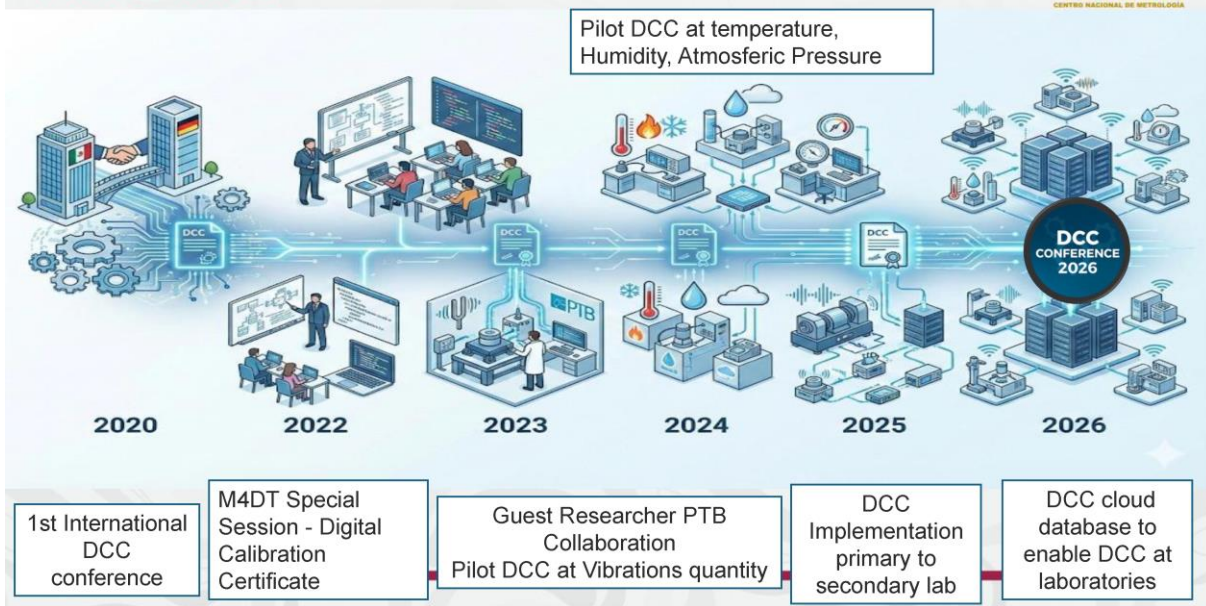 CENTRO NACIONAL DE METROLOGÍA
Pilot DCC at temperature,
Humidity, Atmosferic Pressure
DCC
DCC
DCC
DCC
DCC
CONFERENCE
2026
PTB
2020
2022
2023
2024
2025
2026
1st International
DCC
conference
M4DT Special
Session - Digital
Calibration
Certificate
Guest Researcher PTB
Collaboration
Pilot DCC at Vibrations quantity
DCC
Implementation
primary to
secondary lab
DCC cloud
database to
enable DCC at
laboratories